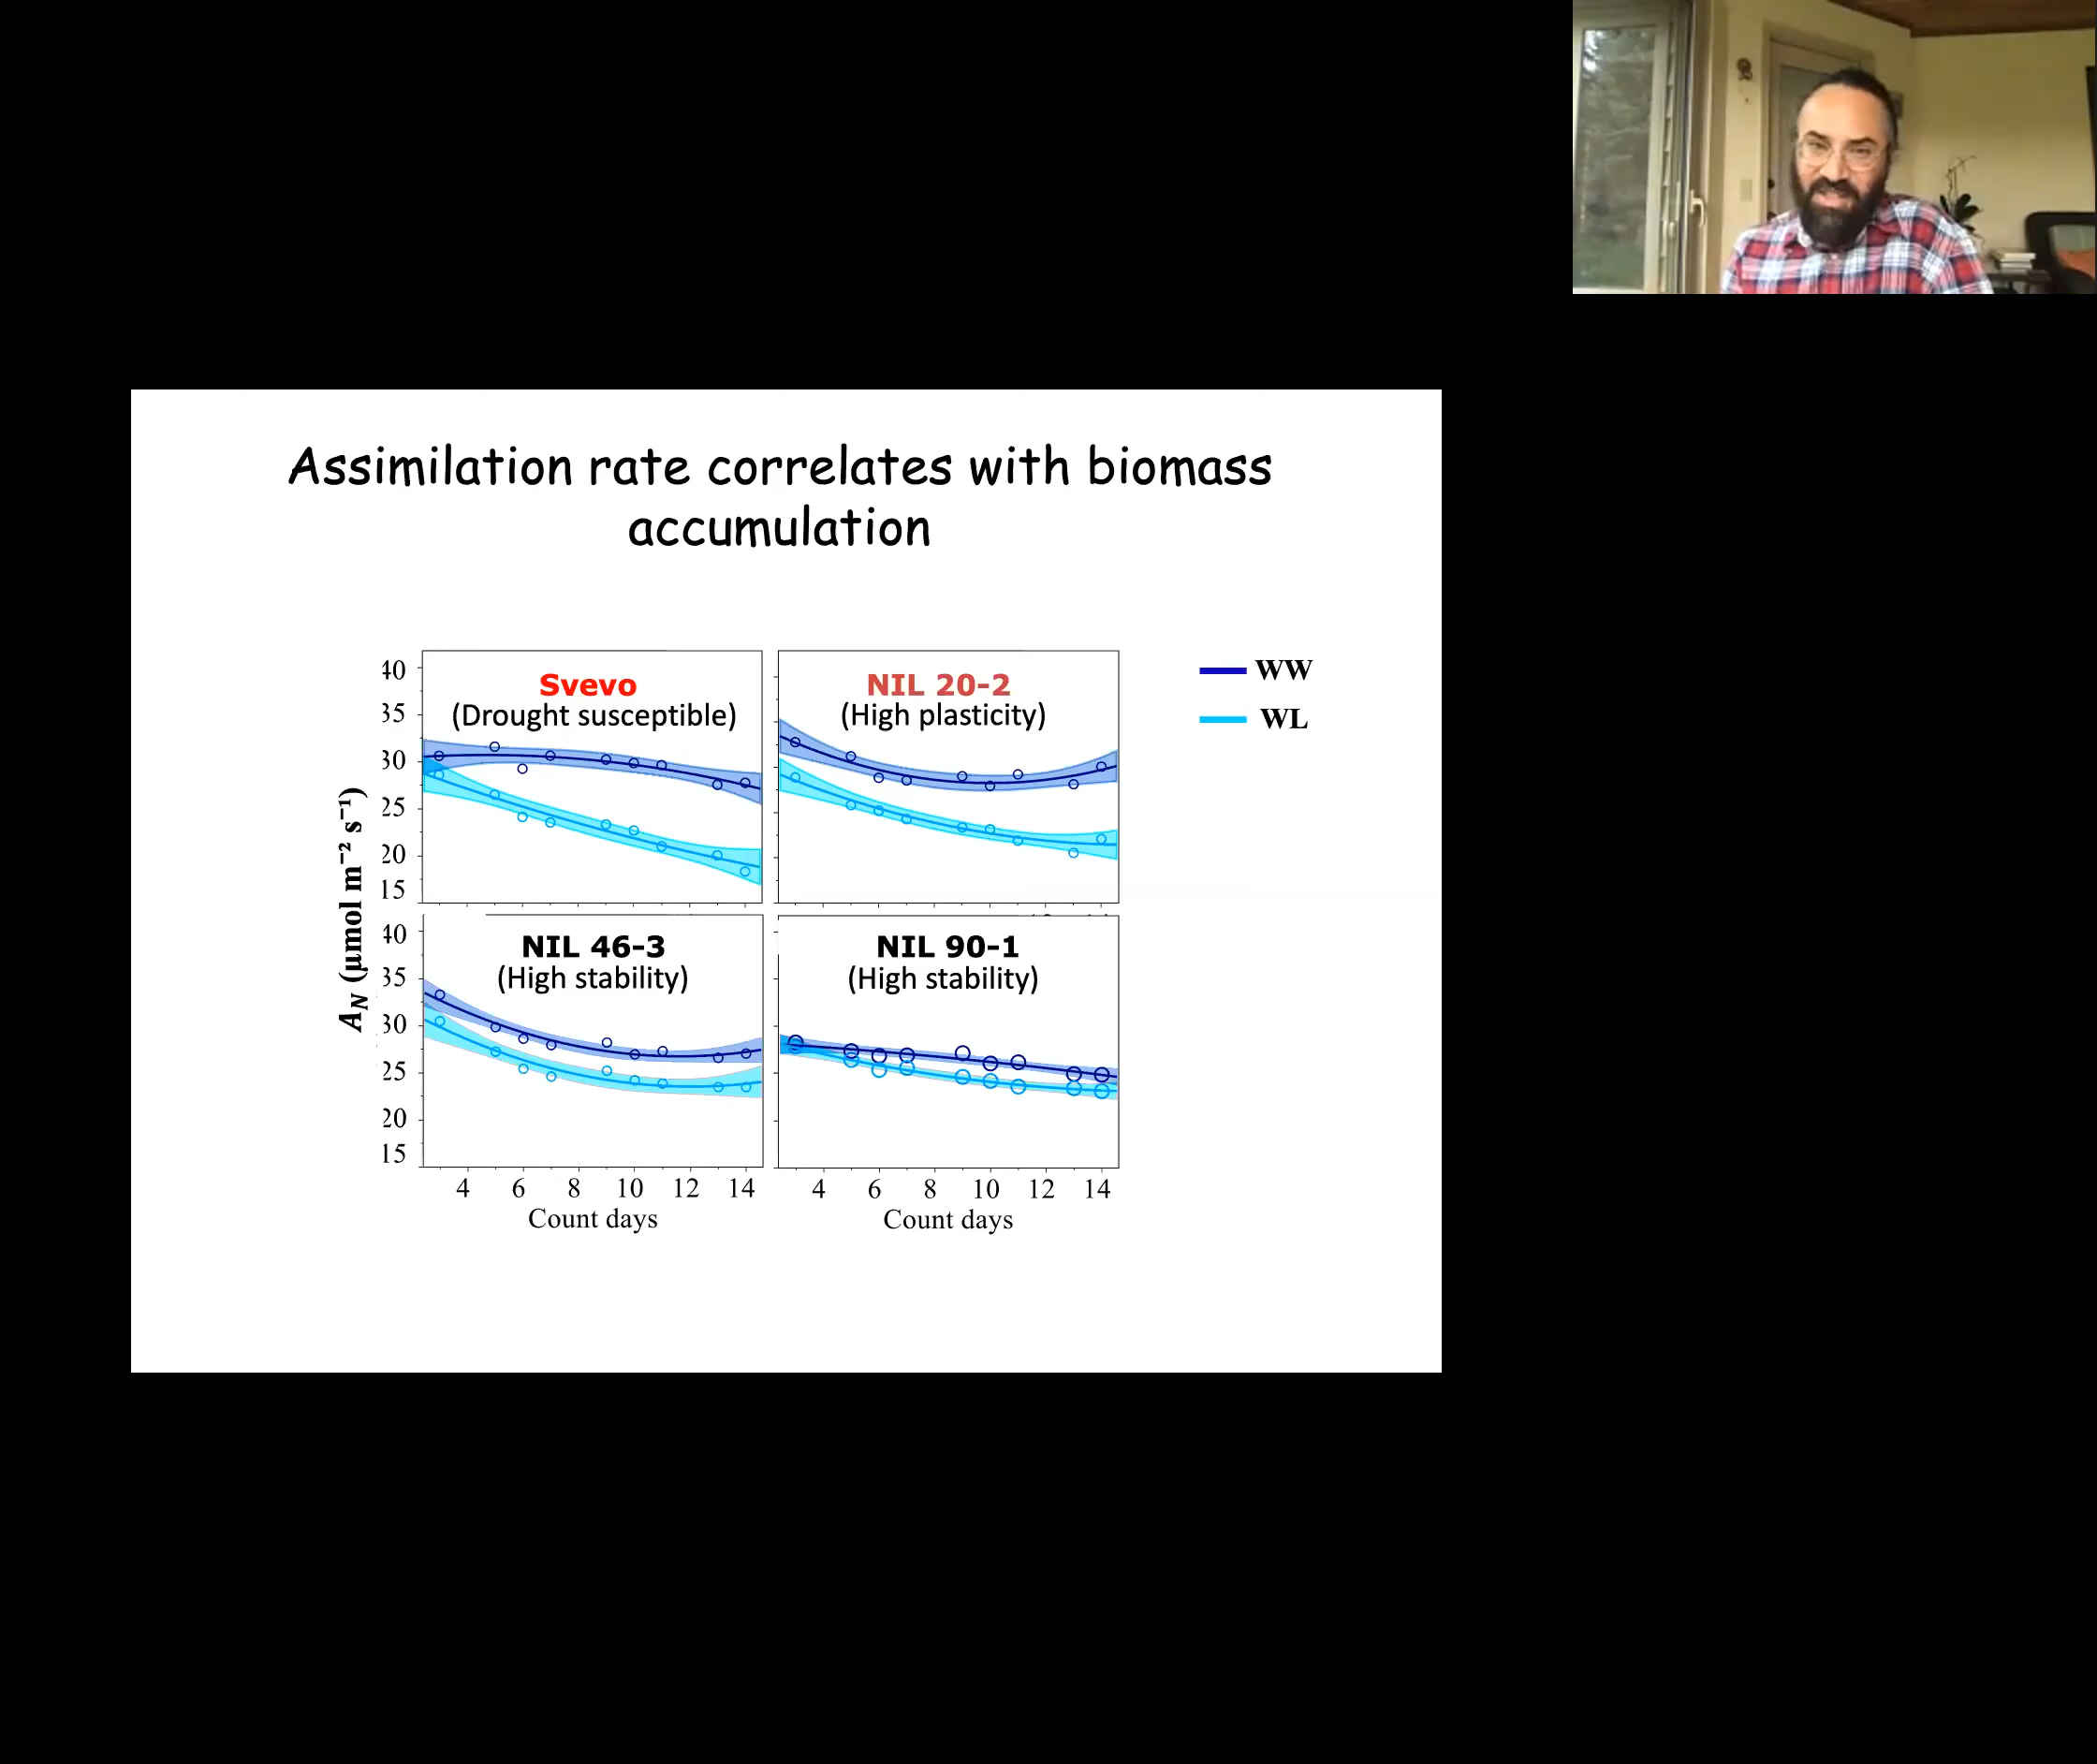 Assimilation rate correlates with biomass
accumulation
WW
WL
A_N (μmol m⁻² s⁻¹)
Svevo
(Drought susceptible)
40
35
30
25
20
15
NIL 20-2
(High plasticity)
NIL 46-3
(High stability)
40
35
30
25
20
15
4 6 8 10 12 14
Count days
NIL 90-1
(High stability)
4 6 8 10 12 14
Count days